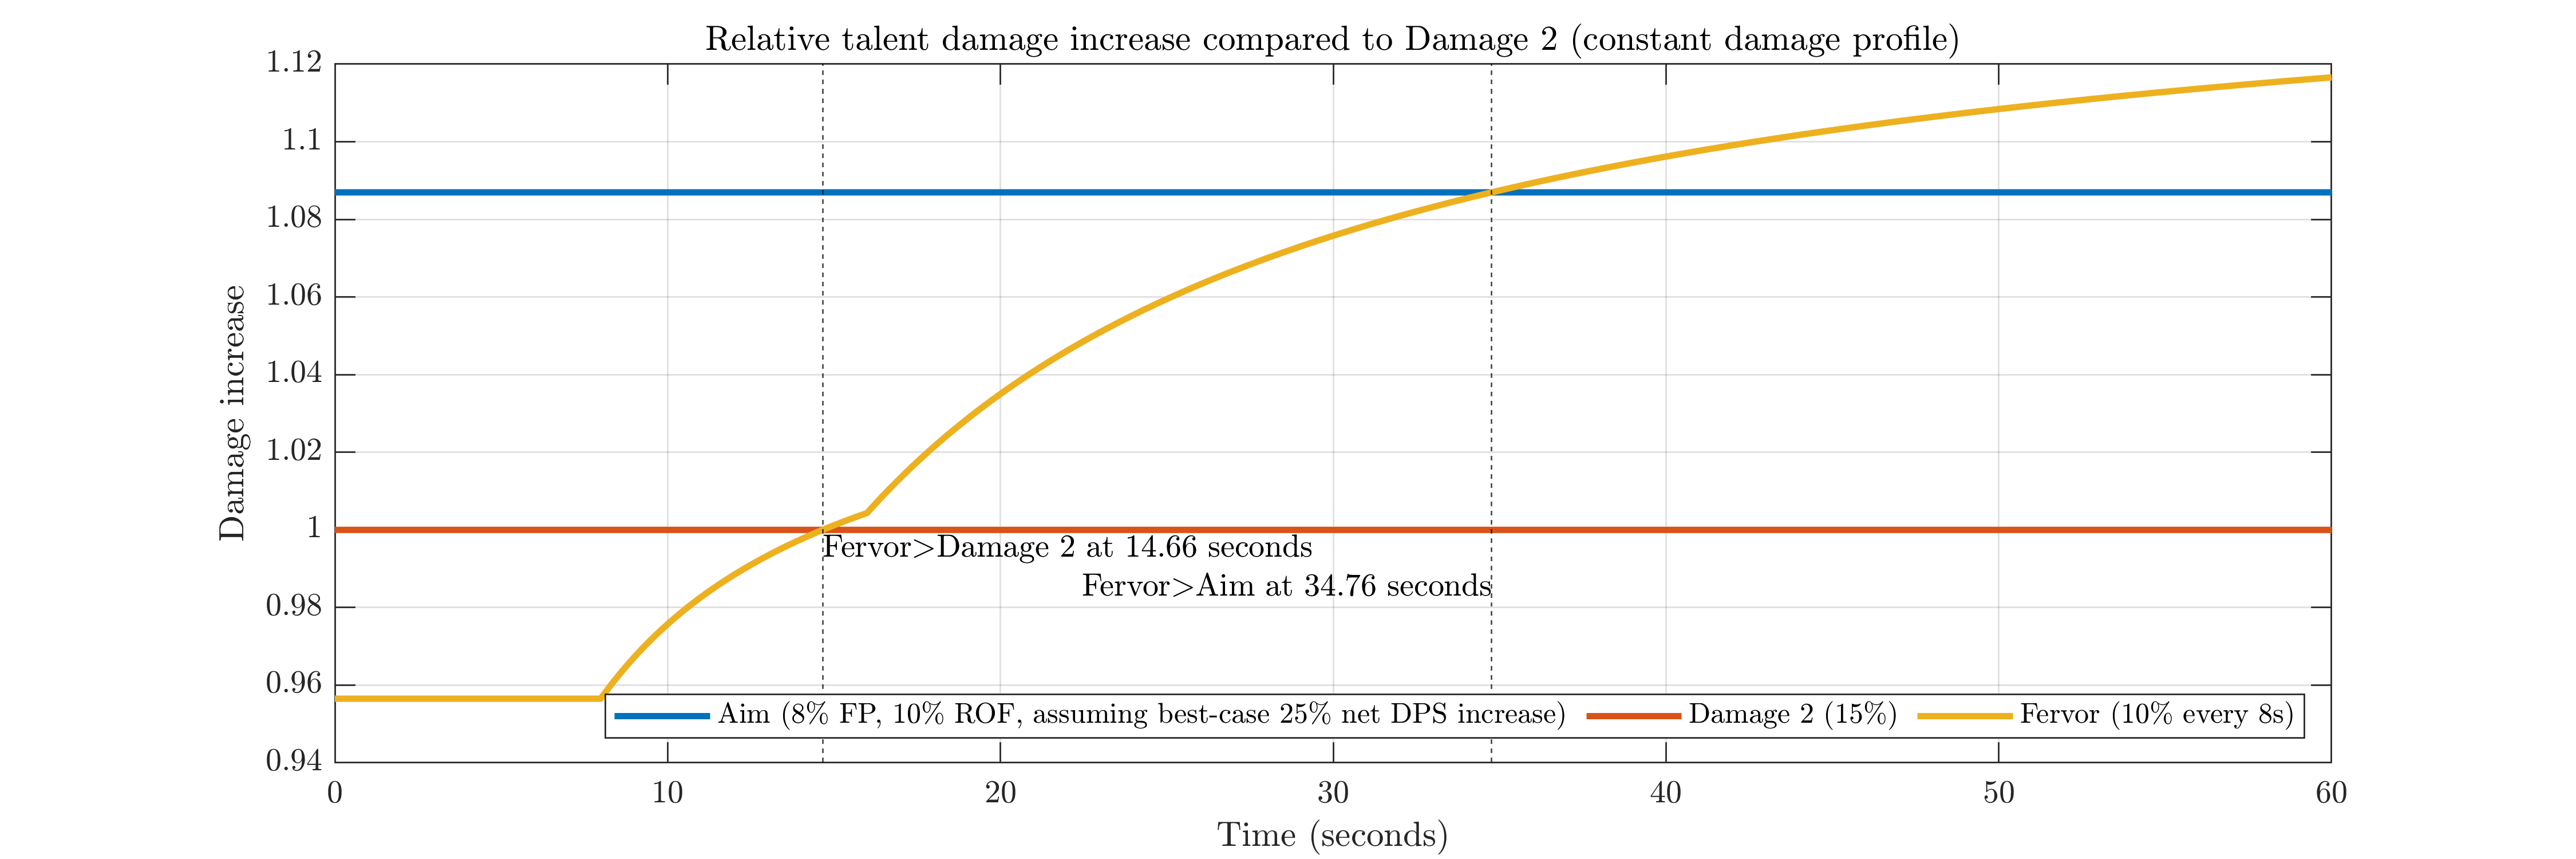 Relative talent damage increase compared to Damage 2 (constant damage profile)
1.12
1.1
1.08
1.06
1.04
1.02
1
0.98
0.96
0.94
Damage increase
Fervor>Damage 2 at 14.66 seconds
Fervor>Aim at 34.76 seconds
Aim (8% FP, 10% ROF, assuming best-case 25% net DPS increase) Damage 2 (15%) Fervor (10% every 8s)
0 10 20 30 40 50 60
Time (seconds)